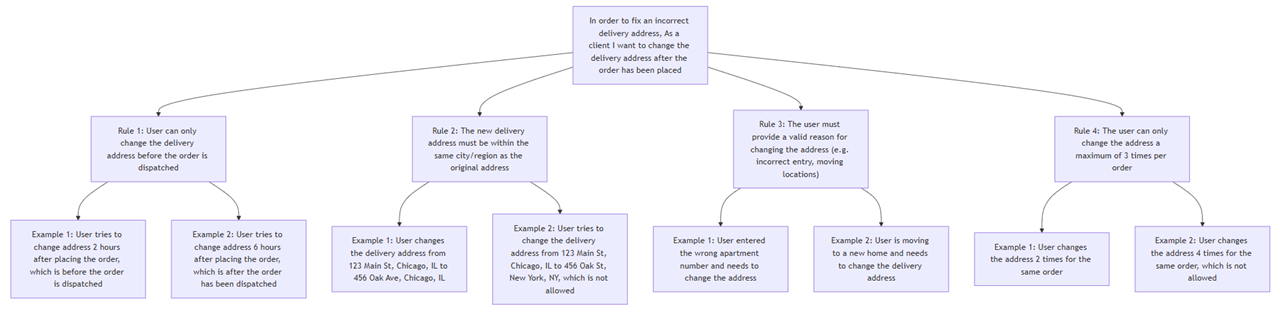 In order to fix an incorrect
delivery address, As a
client I want to change the
delivery address after the
order has been placed
Rule 1: User can only
change the delivery
address before the order is
dispatched
Rule 2: The new delivery
address must be within the
same city/region as the
original address
Rule 3: The user must
provide a valid reason for
changing the address (e.g.
incorrect entry, moving
locations)
Rule 4: The user can only
change the address a
maximum of 3 times per
order
Example 1: User tries to
change address 2 hours
after placing the order,
which is before the order
is dispatched
Example 2: User tries to
change address 6 hours
after placing the order,
which is after the order
has been dispatched
Example 1: User changes
the delivery address from
123 Main St, Chicago, IL to
456 Oak Ave, Chicago, IL
Example 2: User tries to
change the delivery
address from 123 Main St,
Chicago, IL to 456 Oak St,
New York, NY, which is not
allowed
Example 1: User entered
the wrong apartment
number and needs to
change the address
Example 2: User is moving
to a new home and needs
to change the delivery
address
Example 1: User changes
the address 2 times for the
same order
Example 2: User changes
the address 4 times for the
same order, which is not
allowed